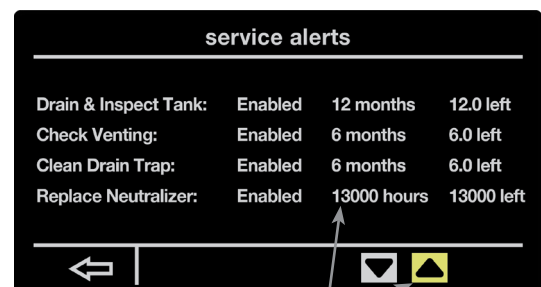 service alerts
Drain & Inspect Tank: Enabled 12 months 12.0 left
Check Venting: Enabled 6 months 6.0 left
Clean Drain Trap: Enabled 6 months 6.0 left
Replace Neutralizer: Enabled 13000 hours 13000 left